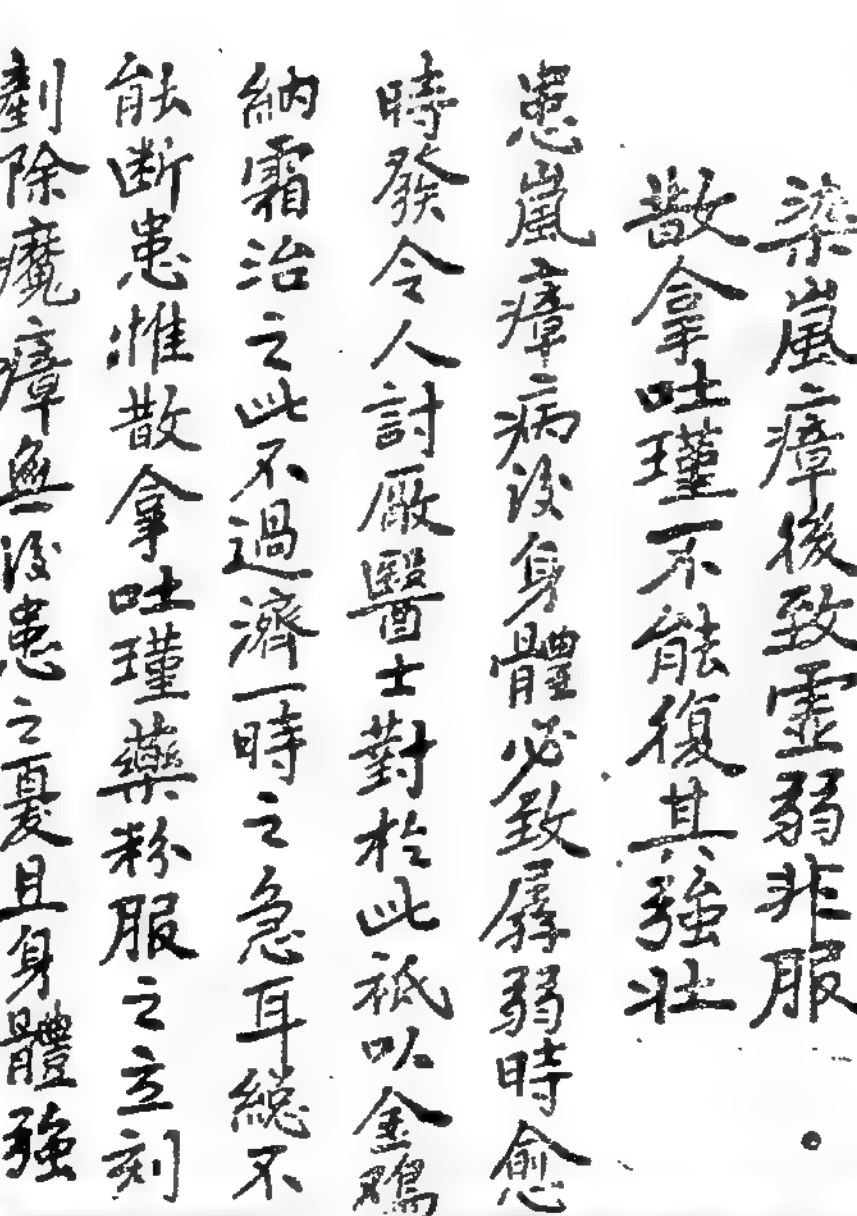 染嵐瘴後致虛弱非服
散拿吐瑾不能復其強壯
患嵐瘴病後身體必致孱弱時愈
時發令人討厭醫士對於此祗以金鷄
納霜治之此不過濟一時之急耳總不
能断患惟散拿吐瑾藥粉服之立刻
剷除魔瘴無後患之憂且身體強